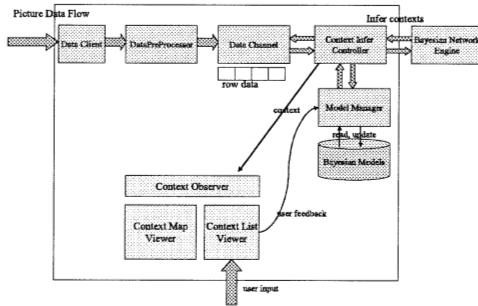 Picture Data Flow
Infer contexts
Data Client
DataPreProcessor
Data Channel
Context Infer
Controller
Bayesian Network
Engine
row data
Model Manager
context
read, update
Bayesian Models
Context Observer
Context Map
Viewer
Context List
Viewer
user feedback
user input